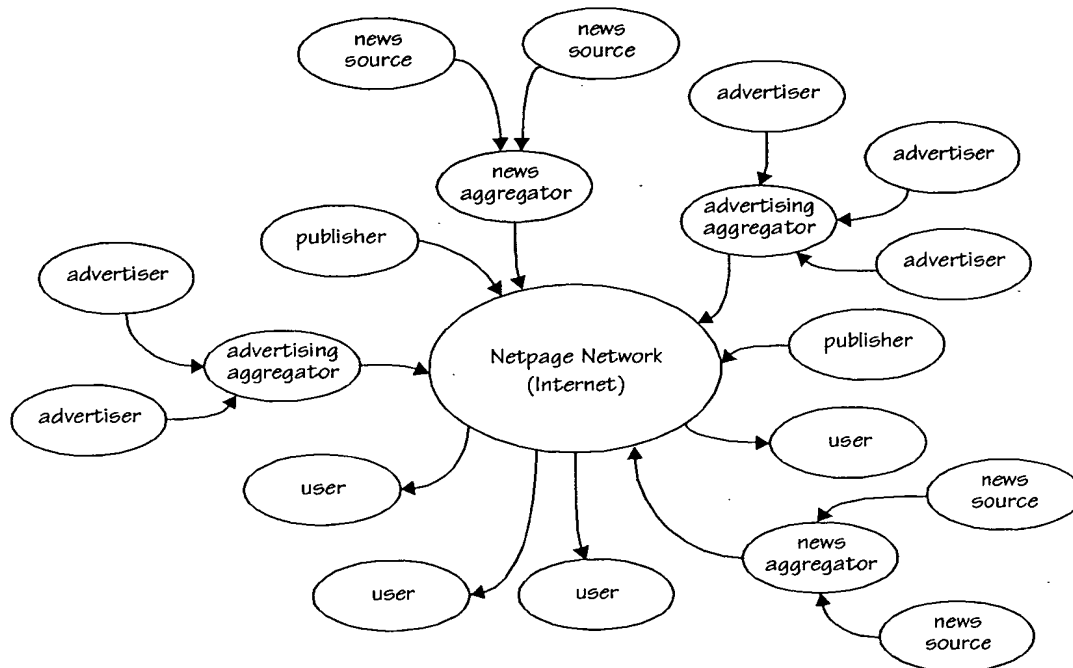 news
source
news
source
advertiser
advertiser
news
aggregator
advertising
aggregator
publisher
advertiser
advertiser
publisher
Netpage Network
(Internet)
advertising
aggregator
advertiser
user
user
news
source
news
aggregator
user
user
news
source